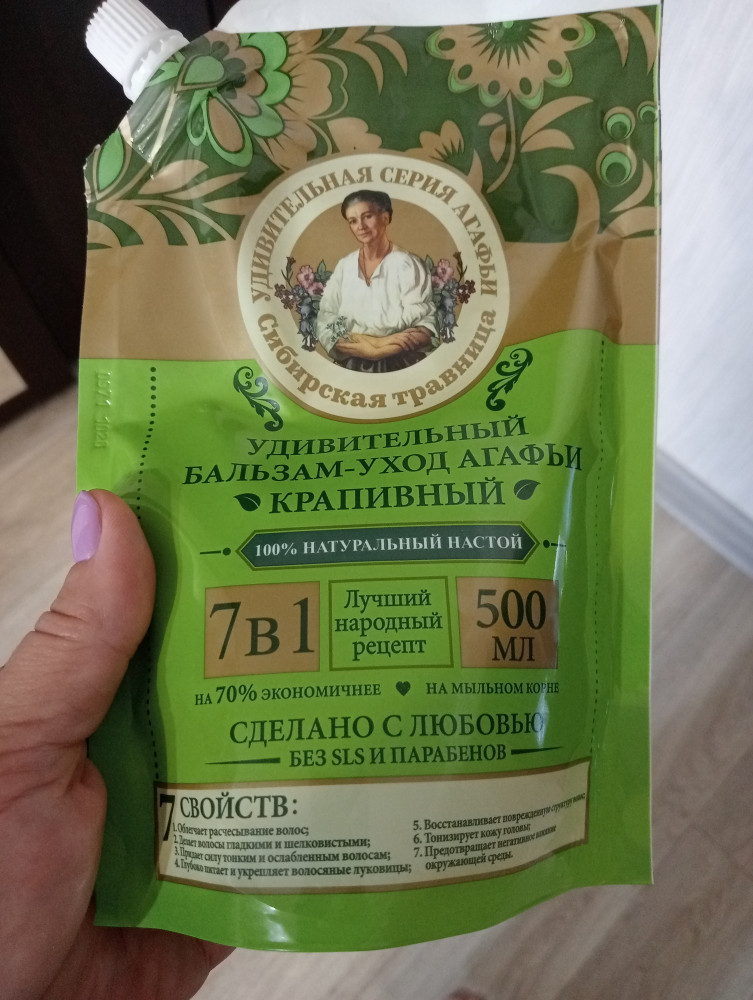 УДИВИТЕЛЬНАЯ СЕРИЯ АГАФЬИ
Сибирская травница
УДИВИТЕЛЬНЫЙ
БАЛЬЗАМ-УХОД АГАФЬИ
КРАПИВНЫЙ
100% НАТУРАЛЬНЫЙ НАСТОЙ
7в1
Лучший
народный
рецепт
500
МЛ
НА 70% ЭКОНОМИЧНЕЕ
НА МЫЛЬНОМ КОРНЕ
СДЕЛАНО С ЛЮБОВЬЮ
БЕЗ SLS И ПАРАБЕНОВ
7 СВОЙСТВ:
1. Облегчает расчесывание волос;
2. Делает волосы гладкими и шелковистыми;
3. Придает силу тонким и ослабленным волосам;
4. Глубоко питает и укрепляет волосяные луковицы;
5. Восстанавливает поврежденную структуру волос;
6. Тонизирует кожу головы;
7. Предотвращает негативное влияние
окружающей среды.